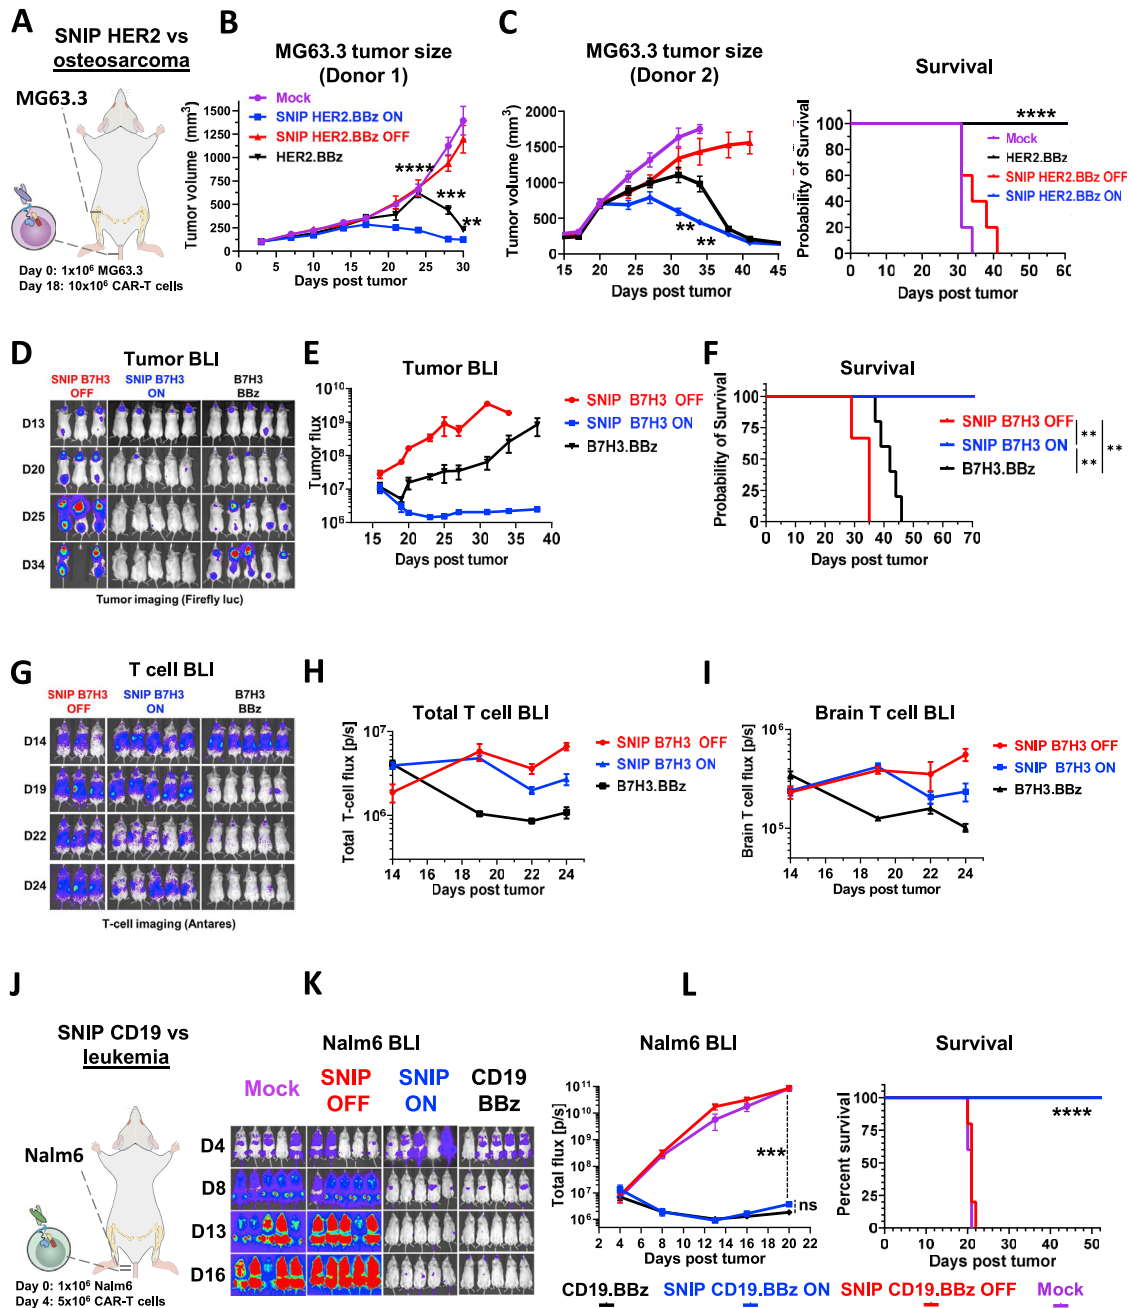 A
SNIP HER2 vs
osteosarcoma
MG63.3
Day 0: 1x10⁶ MG63.3
Day 18: 10x10⁶ CAR-T cells
B
MG63.3 tumor size
(Donor 1)
Tumor volume (mm³)
1500
1250
1000
750
500
250
0
Mock
SNIP HER2.BBz ON
SNIP HER2.BBz OFF
HER2.BBz
****
***
**
0 5 10 15 20 25 30
Days post tumor
C
MG63.3 tumor size
(Donor 2)
Tumor volume (mm³)
2000
1500
1000
500
0
**
**
15 20 25 30 35 40 45
Days post tumor
Survival
Probability of Survival
100
80
60
40
20
0
****
Mock
HER2.BBz
SNIP HER2.BBz OFF
SNIP HER2.BBz ON
0 10 20 30 40 50 60
Days post tumor
D
Tumor BLI
SNIP B7H3
OFF
SNIP B7H3
ON
B7H3
BBz
D13
D20
D25
D34
Tumor imaging (Firefly luc)
E
Tumor BLI
Tumor flux
10¹⁰
10⁹
10⁸
10⁷
10⁶
SNIP B7H3 OFF
SNIP B7H3 ON
B7H3.BBz
15 20 25 30 35 40
Days post tumor
F
Survival
Probability of Survival
100
75
50
25
0
SNIP B7H3 OFF
SNIP B7H3 ON
B7H3.BBz
**
**
**
0 10 20 30 40 50 60 70
Days post tumor
G
T cell BLI
SNIP B7H3
OFF
SNIP B7H3
ON
B7H3
BBz
D14
D19
D22
D24
T-cell imaging (Antares)
H
Total T cell BLI
Total T-cell flux [p/s]
10⁷
10⁶
SNIP B7H3 OFF
SNIP B7H3 ON
B7H3.BBz
14 16 18 20 22 24
Days post tumor
I
Brain T cell BLI
Brain T cell flux [p/s]
10⁶
10⁵
SNIP B7H3 OFF
SNIP B7H3 ON
B7H3.BBz
14 16 18 20 22 24
Days post tumor
J
SNIP CD19 vs
leukemia
Nalm6
Day 0: 1x10⁶ Nalm6
Day 4: 5x10⁶ CAR-T cells
K
Nalm6 BLI
Mock
SNIP
OFF
SNIP
ON
CD19
BBz
D4
D8
D13
D16
Nalm6 BLI
Total flux [p/s]
10¹¹
10¹⁰
10⁹
10⁸
10⁷
10⁶
***
ns
2 4 6 8 10 12 14 16 18 20 22
Days post tumor
L
Survival
Percent survival
100
75
50
25
0
****
0 10 20 30 40 50
Days post tumor
CD19.BBz
SNIP CD19.BBz ON
SNIP CD19.BBz OFF
Mock